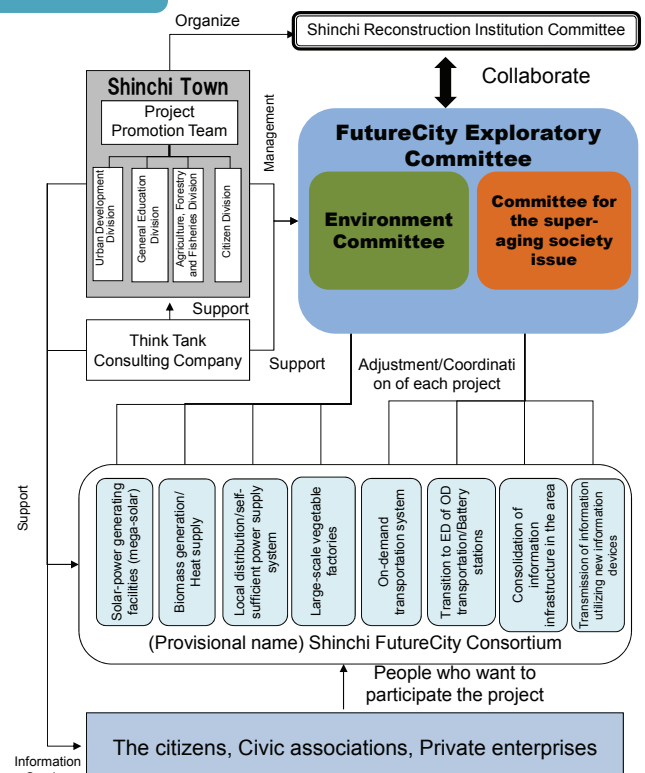 Organize
Shinchi Reconstruction Institution Committee
Collaborate
Shinchi Town
Project
Promotion Team
Urban Development
Division
General Education
Division
Agriculture, Forestry
and Fisheries Division
Citizen Division
Management
FutureCity Exploratory
Committee
Environment
Committee
Committee for
the super-
aging society
issue
Support
Think Tank
Consulting Company
Support
Adjustment/Coordinati
on of each project
Support
Solar-power generating
facilities (mega-solar)
Biomass generation/
Heat supply
Local distribution/self-
sufficient power supply
system
Large-scale vegetable
factories
On-demand
transportation system
Transition to ED of OD
transportation/Battery
stations
Consolidation of
information
infrastructure in the area
Transmission of information
utilizing new information
devices
(Provisional name) Shinchi FutureCity Consortium
People who want to
participate the project
The citizens, Civic associations, Private enterprises
Information